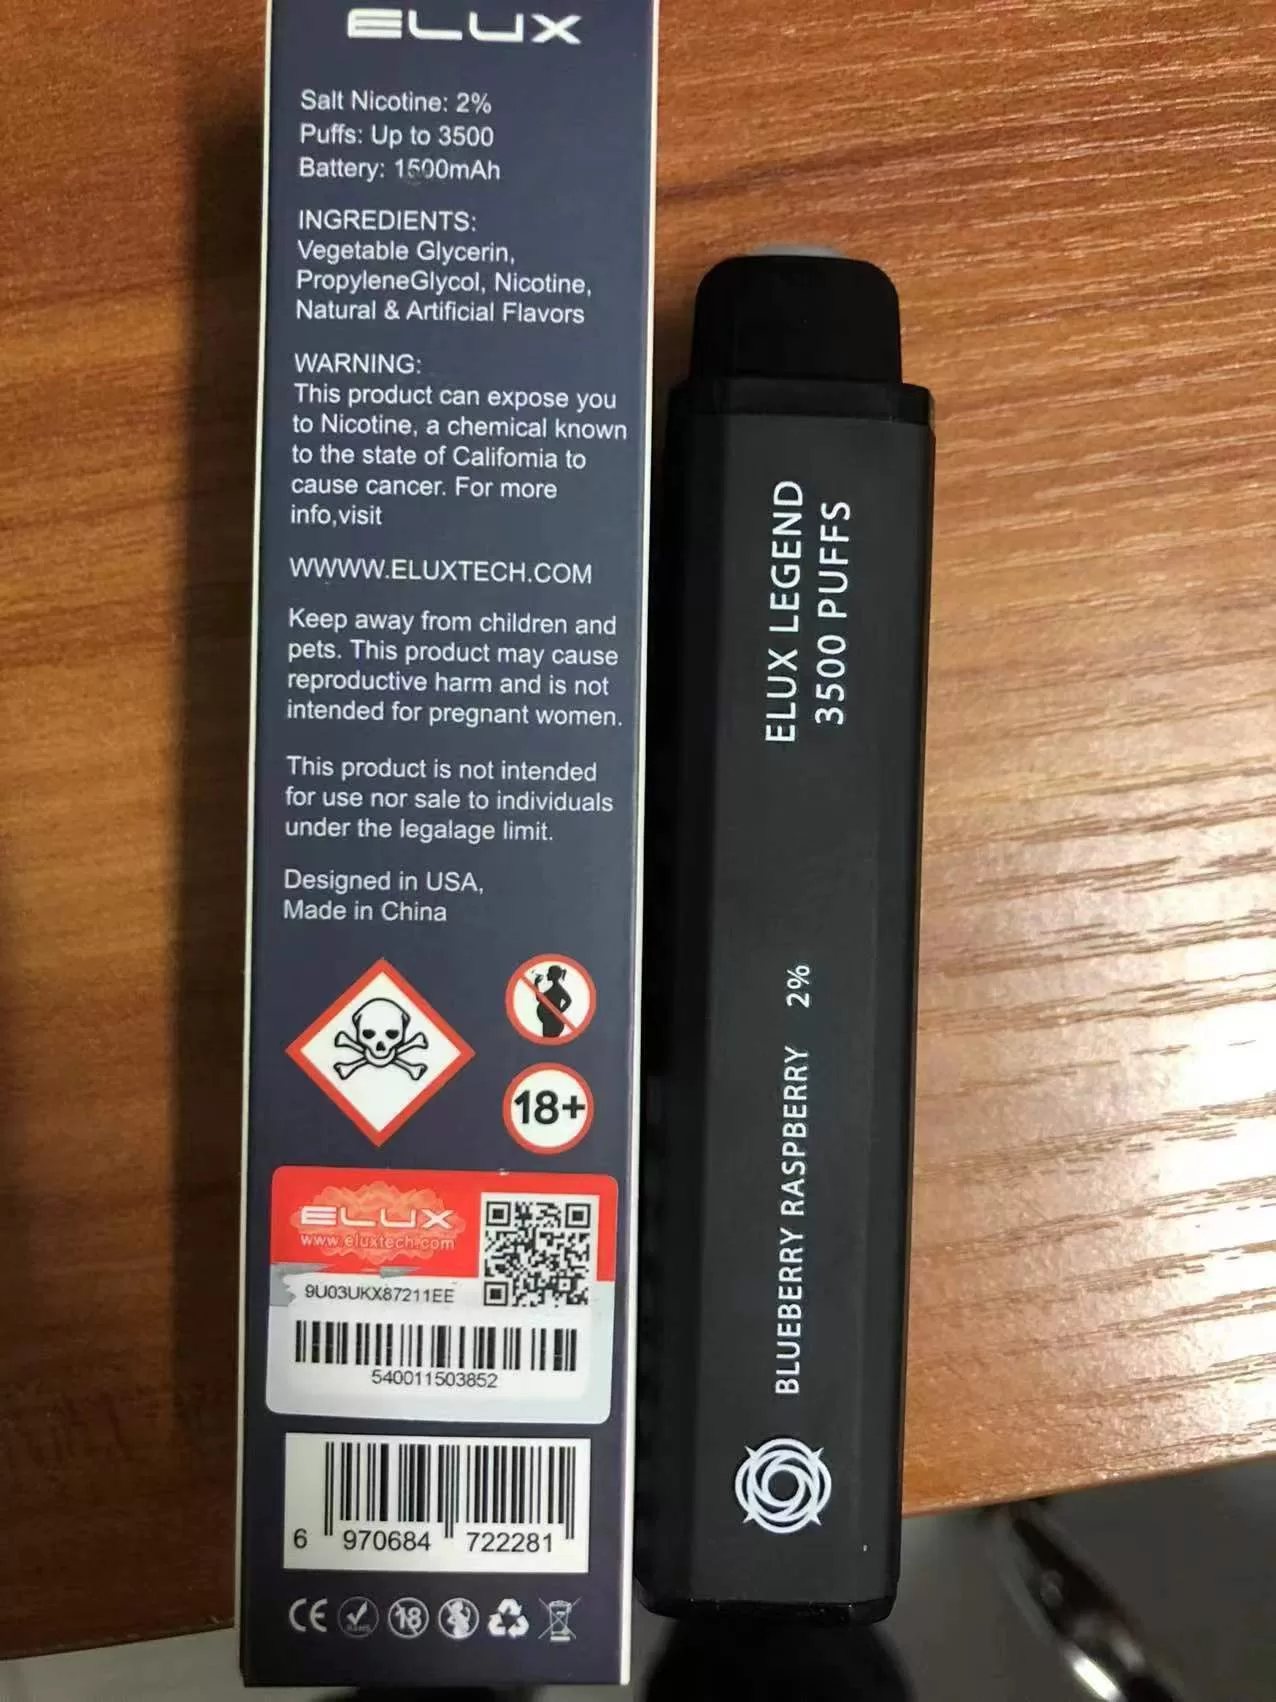 ELUX
Salt Nicotine: 2%
Puffs: Up to 3500
Battery: 1500mAh
INGREDIENTS:
Vegetable Glycerin,
PropyleneGlycol, Nicotine,
Natural & Artificial Flavors
WARNING:
This product can expose you
to Nicotine, a chemical known
to the state of Califomia to
cause cancer. For more
info,visit
WWWW.ELUXTECH.COM
Keep away from children and
pets. This product may cause
reproductive harm and is not
intended for pregnant women.
This product is not intended
for use nor sale to individuals
under the legalage limit.
Designed in USA,
Made in China
18+
ELUX
www.eluxtech.com
9U03UKX87211EE
540011503852
6 970684 722281
CE
18
ELUX LEGEND
3500 PUFFS
BLUEBERRY RASPBERRY 2%